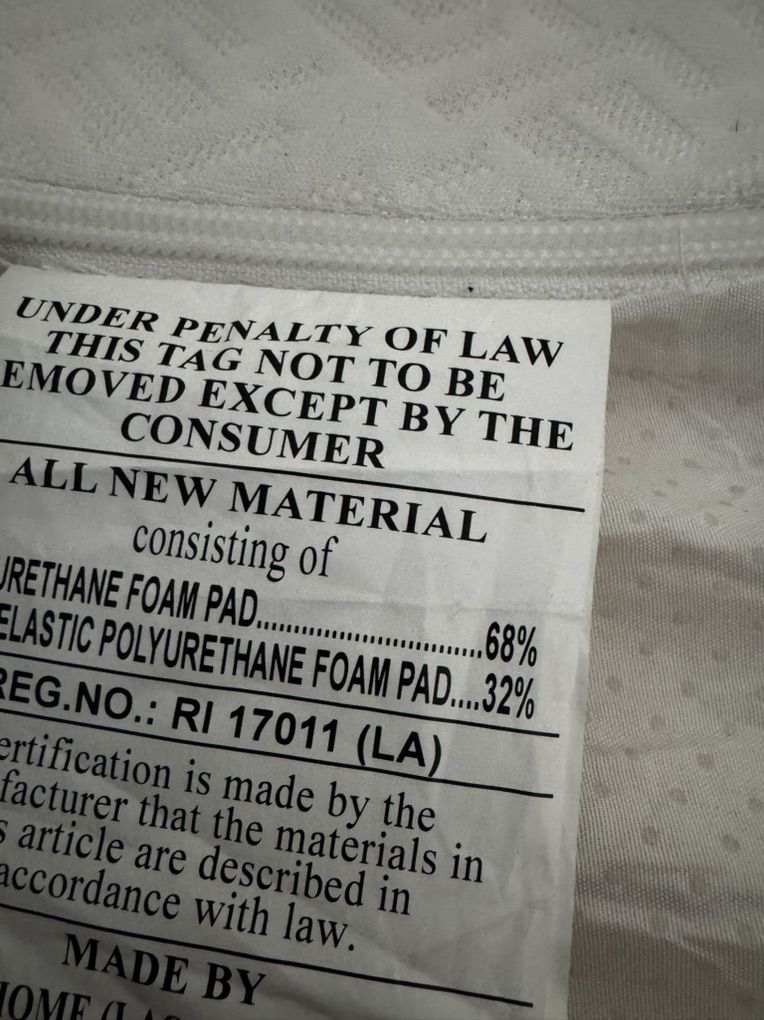 UNDER PENALTY OF LAW
THIS TAG NOT TO BE
EMOVED EXCEPT BY THE
CONSUMER
ALL NEW MATERIAL
consisting of
URETHANE FOAM PAD..............................68%
ELASTIC POLYURETHANE FOAM PAD....32%
REG.NO.: RI 17011 (LA)
ertification is made by the
facturer that the materials in
s article are described in
accordance with law.
MADE BY